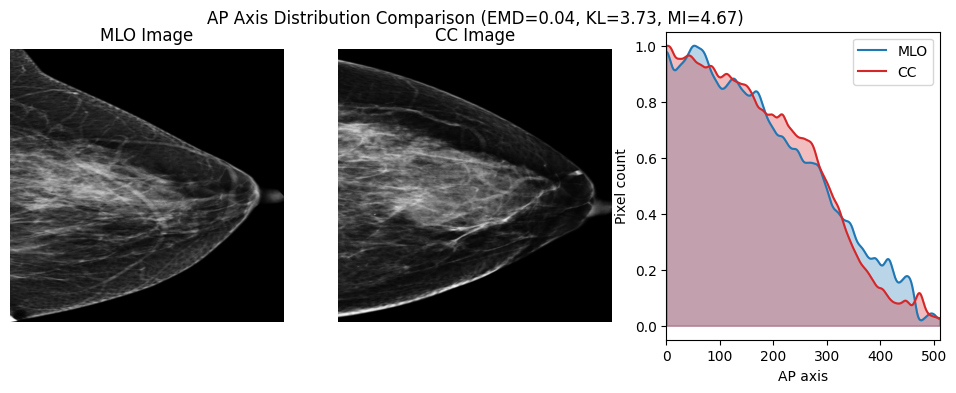 AP Axis Distribution Comparison (EMD=0.04, KL=3.73, MI=4.67)
MLO Image
CC Image
MLO
CC
Pixel count
1.0
0.8
0.6
0.4
0.2
0.0
0 100 200 300 400 500
AP axis